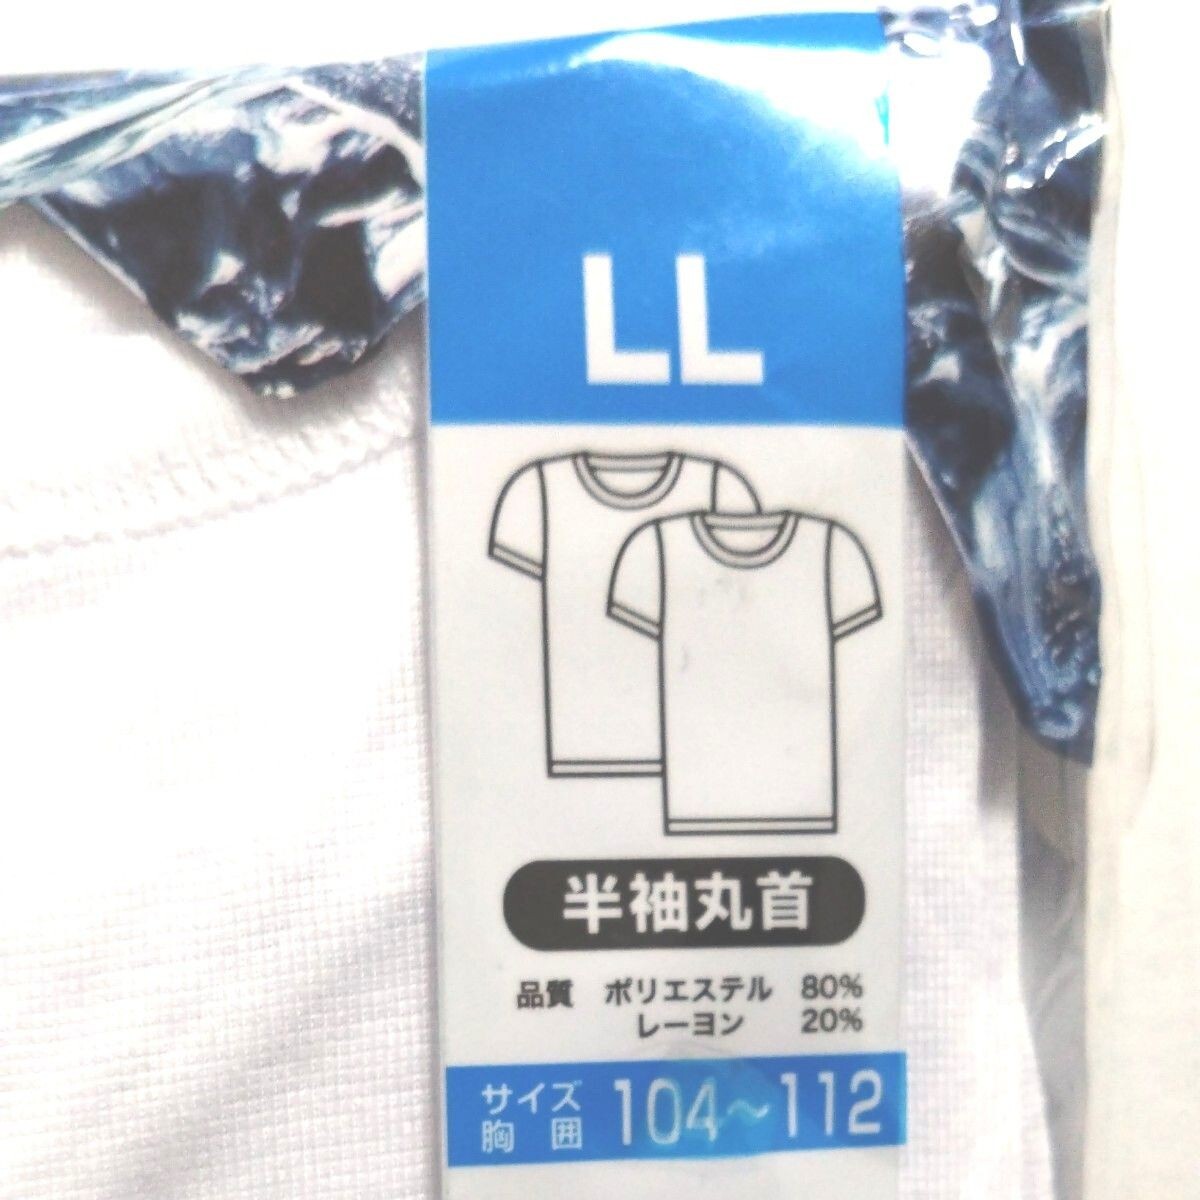 LL
半袖丸首
品質 ポリエステル 80%
レーヨン 20%
サイズ
胸囲 104~112